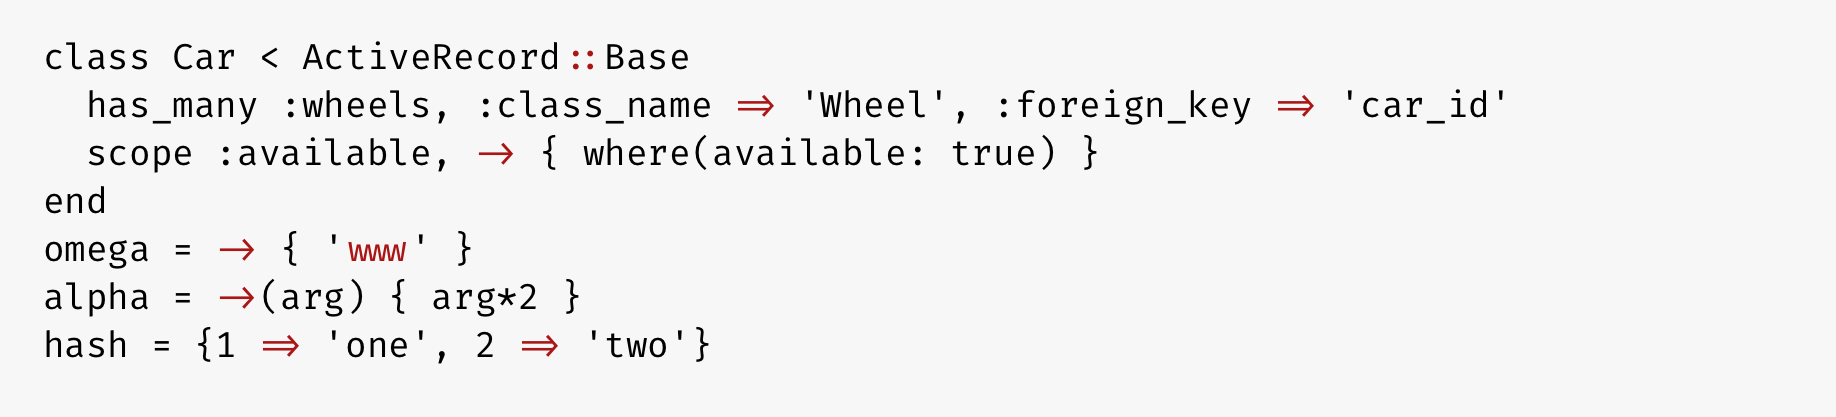 class Car < ActiveRecord::Base
  has_many :wheels, :class_name => 'Wheel', :foreign_key => 'car_id'
  scope :available, -> { where(available: true) }
end
omega = -> { 'www' }
alpha = ->(arg) { arg*2 }
hash = {1 => 'one', 2 => 'two'}